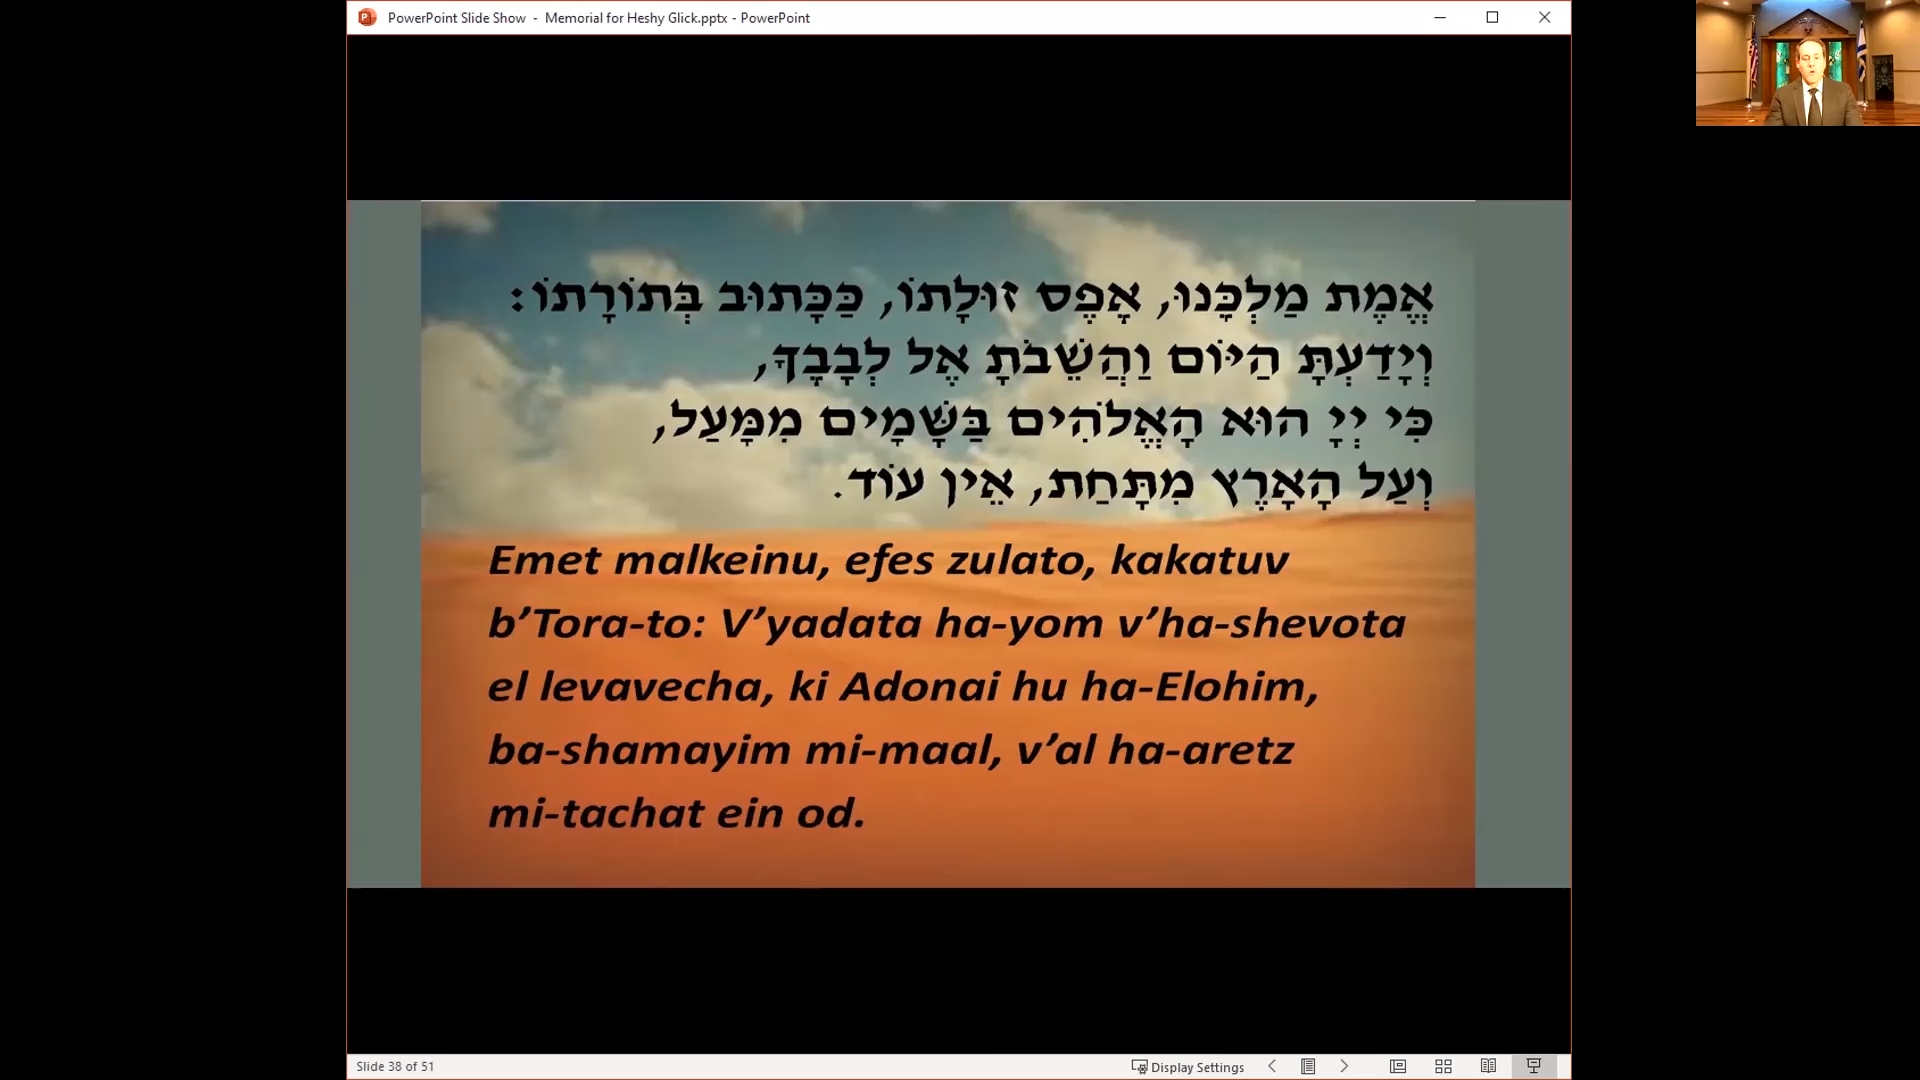 PowerPoint Slide Show - Memorial for Heshy Glick.pptx - PowerPoint
אֱמֶת מַלְכֵּנוּ, אֶפֶס זוּלָתוֹ, כַּכָּתוּב בְּתוֹרָתוֹ:
וְיָדַעְתָּ הַיּוֹם וַהֲשֵׁבֹתָ אֶל לְבָבֶךָ,
כִּי יְיָ הוּא הָאֱלֹהִים בַּשָּׁמַיִם מִמַּעַל,
וְעַל הָאָרֶץ מִתָּחַת, אֵין עוֹד.
Emet malkeinu, efes zulato, kakatuv
b’Tora-to: V’yadata ha-yom v’ha-shevota
el levavecha, ki Adonai hu ha-Elohim,
ba-shamayim mi-maal, v’al ha-aretz
mi-tachat ein od.
Slide 38 of 51
Display Settings